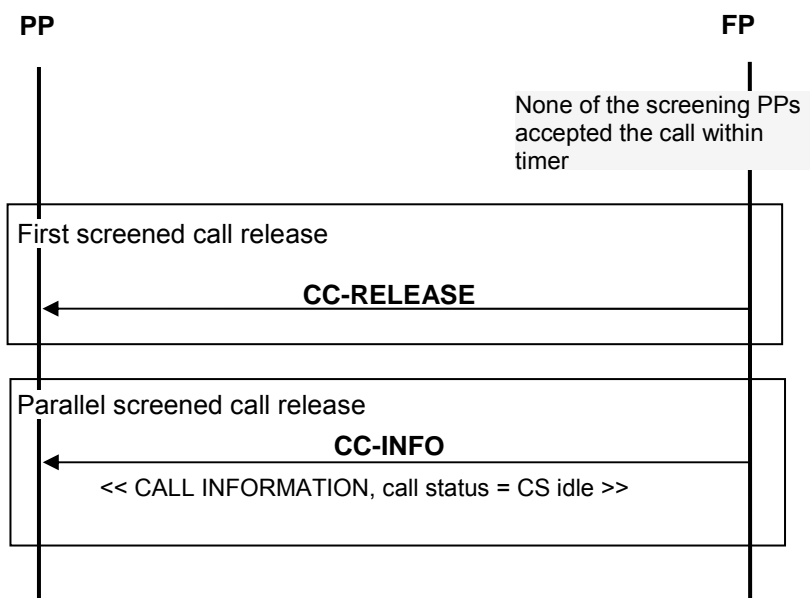 PP
FP
None of the screening PPs
accepted the call within
timer
First screened call release
CC-RELEASE
Parallel screened call release
CC-INFO
<< CALL INFORMATION, call status = CS idle >>